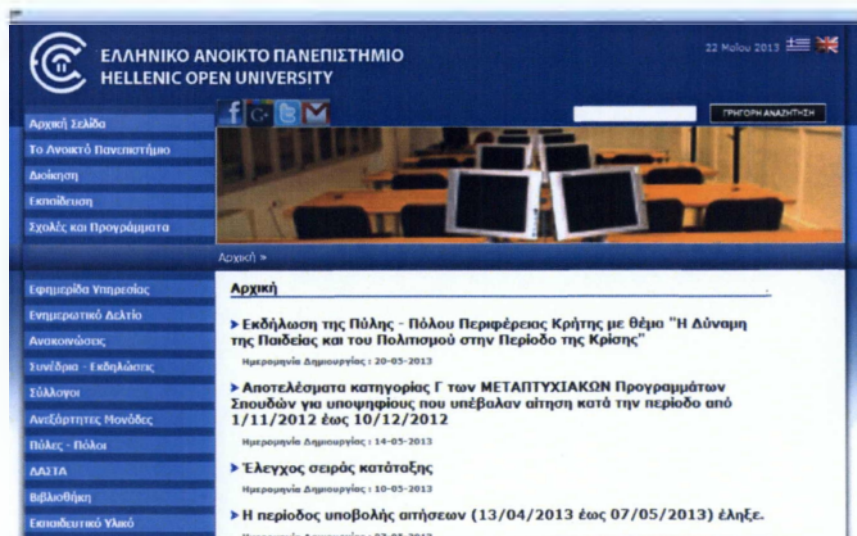 ΕΛΛΗΝΙΚΟ ΑΝΟΙΚΤΟ ΠΑΝΕΠΙΣΤΗΜΙΟ
HELLENIC OPEN UNIVERSITY
22 Μαΐου 2013
ΓΡΗΓΟΡΗ ΑΝΑΖΗΤΗΣΗ
Αρχική Σελίδα
Το Ανοικτό Πανεπιστήμιο
Διοίκηση
Εκπαίδευση
Σχολές και Προγράμματα
Αρχική »
Εφημερίδα Υπηρεσίας
Ενημερωτικό Δελτίο
Ανακοινώσεις
Συνέδρια - Εκδηλώσεις
Σύλλογοι
Ανεξάρτητες Μονάδες
Πύλες - Πόλοι
ΔΑΣΤΑ
Βιβλιοθήκη
Εκπαιδευτικό Υλικό
Αρχική
Εκδήλωση της Πύλης - Πόλου Περιφέρειας Κρήτης με θέμα "Η Δύναμη
της Παιδείας και του Πολιτισμού στην Περίοδο της Κρίσης"
Ημερομηνία Δημιουργίας : 20-05-2013
Αποτελέσματα κατηγορίας Γ των ΜΕΤΑΠΤΥΧΙΑΚΩΝ Προγραμμάτων
Σπουδών για υποψηφίους που υπέβαλαν αίτηση κατά την περίοδο από
1/11/2012 έως 10/12/2012
Ημερομηνία Δημιουργίας : 14-05-2013
Έλεγχος σειράς κατάταξης
Ημερομηνία Δημιουργίας : 10-05-2013
Η περίοδος υποβολής αιτήσεων (13/04/2013 έως 07/05/2013) έληξε.